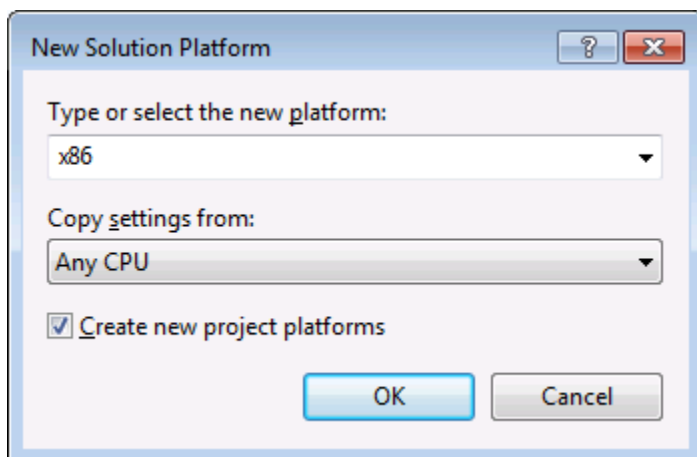 New Solution Platform
?
Type or select the new platform:
x86
Copy settings from:
Any CPU
Create new project platforms
OK Cancel